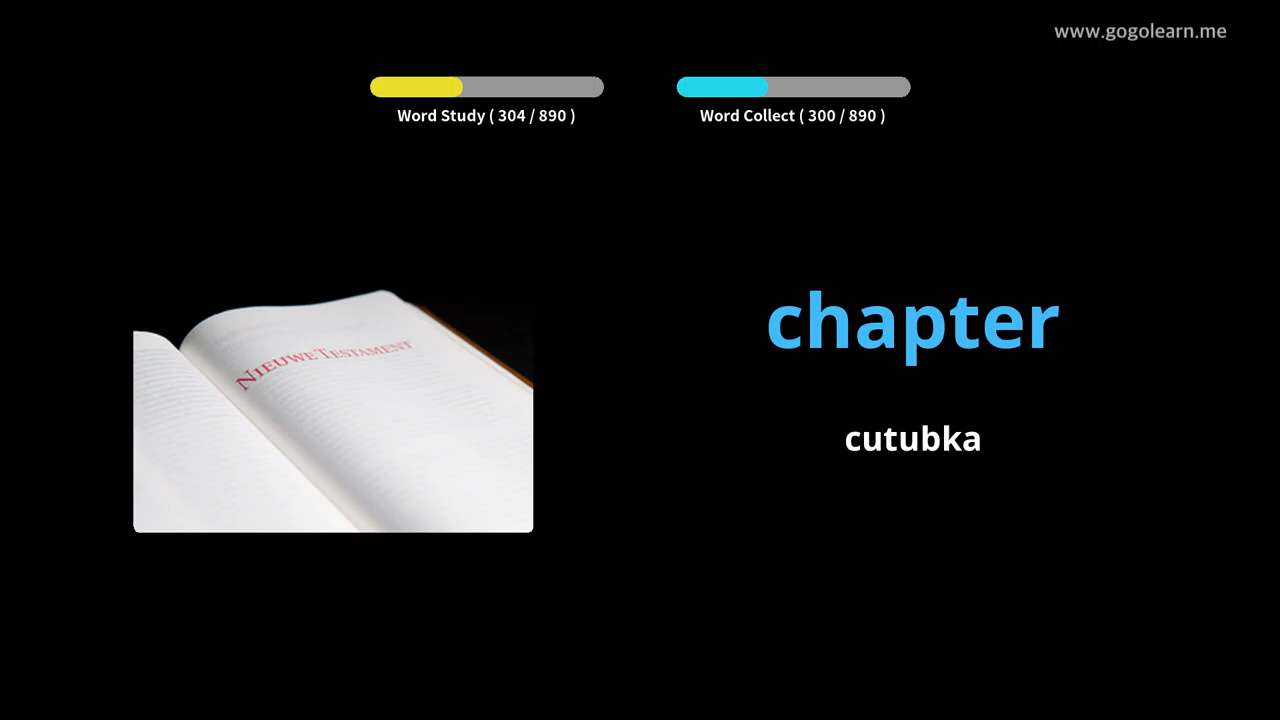 www.gogolearn.me
Word Study ( 304 / 890 )
Word Collect ( 300 / 890 )
NIEUWE TESTAMENT
chapter
cutubka